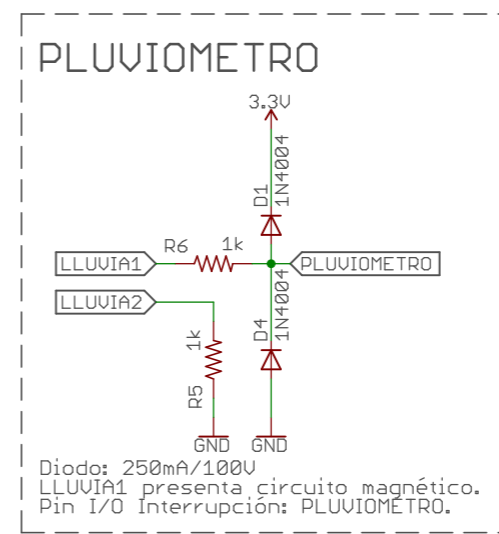 PLUVIOMETRO
3.3V
D1
1N4004
R6 1k
LLUVIA1
PLUVIOMETRO
LLUVIA2
D4
1N4004
1k
R5
GND GND
Diodo: 250mA/100V
LLUVIA1 presenta circuito magnético.
Pin I/O Interrupción: PLUVIOMETRO.